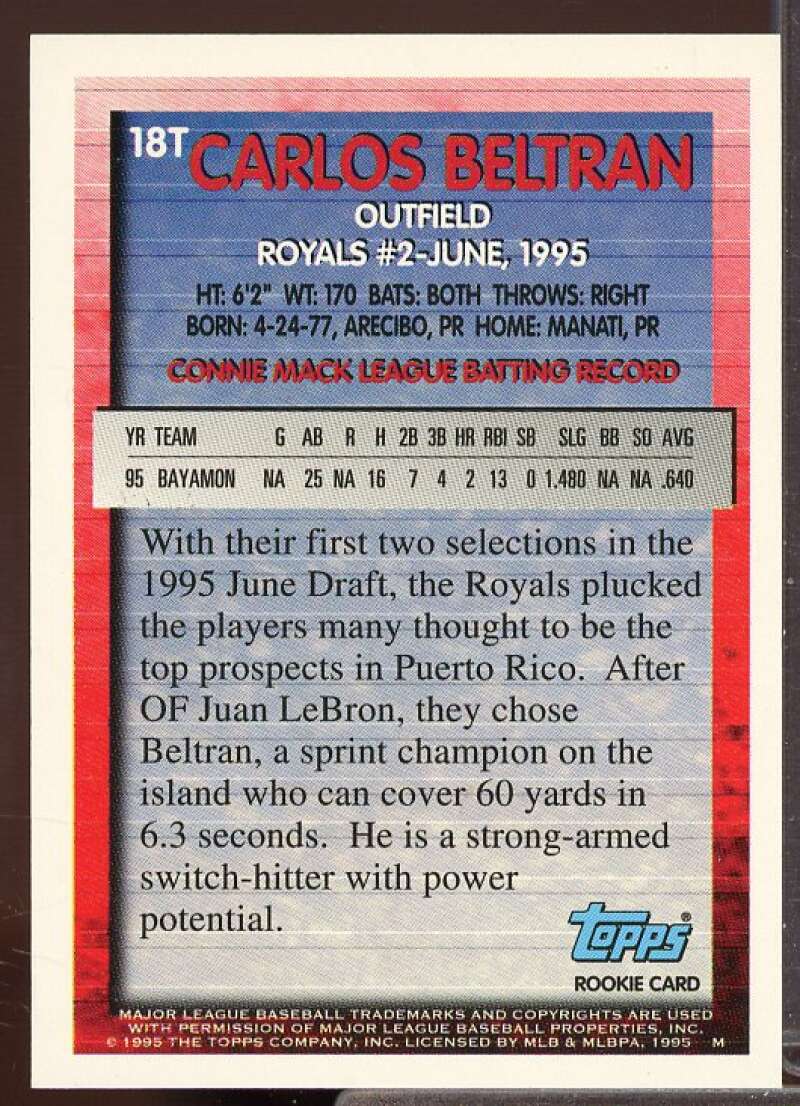 18T CARLOS BELTRAN
OUTFIELD
ROYALS #2-JUNE, 1995
HT: 6'2" WT: 170 BATS: BOTH THROWS: RIGHT
BORN: 4-24-77, ARECIBO, PR HOME: MANATI, PR
CONNIE MACK LEAGUE BATTING RECORD
YR TEAM G AB R H 2B 3B HR RBI SB SLG BB SO AVG
95 BAYAMON NA 25 NA 16 7 4 2 13 0 1.480 NA NA .640
With their first two selections in the
1995 June Draft, the Royals plucked
the players many thought to be the
top prospects in Puerto Rico. After
OF Juan LeBron, they chose
Beltran, a sprint champion on the
island who can cover 60 yards in
6.3 seconds. He is a strong-armed
switch-hitter with power
potential.
topps®
ROOKIE CARD
MAJOR LEAGUE BASEBALL TRADEMARKS AND COPYRIGHTS ARE USED
WITH PERMISSION OF MAJOR LEAGUE BASEBALL PROPERTIES, INC.
© 1995 THE TOPPS COMPANY, INC. LICENSED BY MLB & MLBPA, 1995 M